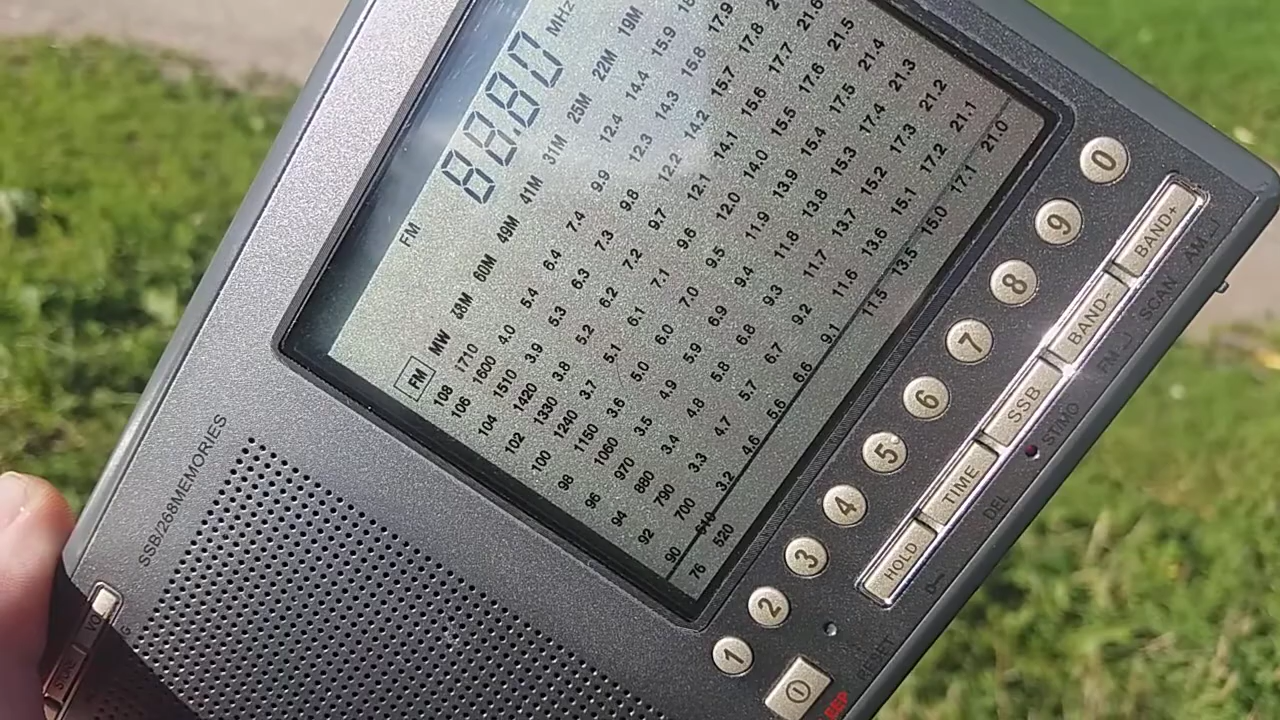 FM 88.80 MHz
FM MW 60M 49M 41M 31M 25M 22M 19M
108 1710 4.0 5.4 6.4 7.4 9.9 12.4 14.4 15.9
106 1600 3.9 5.3 6.3 7.3 9.8 12.3 14.3 15.8 17.9
104 1510 3.8 5.2 6.2 7.2 9.7 12.2 14.2 15.7 17.8
102 1420 3.7 5.1 6.1 7.1 9.6 12.1 14.1 15.6 17.7 21.6
100 1330 3.6 5.0 6.0 7.0 9.5 12.0 14.0 15.5 17.6 21.5
98 1240 3.5 4.9 5.9 6.9 9.4 11.9 13.9 15.4 17.5 21.4
96 1150 3.4 4.8 5.8 6.8 9.3 11.8 13.8 15.3 17.4 21.3
94 1060 3.3 4.7 5.7 6.7 9.2 11.7 13.7 15.2 17.3 21.2
92 970 3.2 4.6 5.6 6.6 9.1 11.6 13.6 15.1 17.2 21.1
880
790
700
90 610
76 520 11.5 13.5 15.0 17.1 21.0
SSB/268MEMORIES
1 2 3 4 5 6 7 8 9 0
HOLD TIME SSB BAND- BAND+
RESET DEL ST/MO FM SCAN AM
STORE VOL